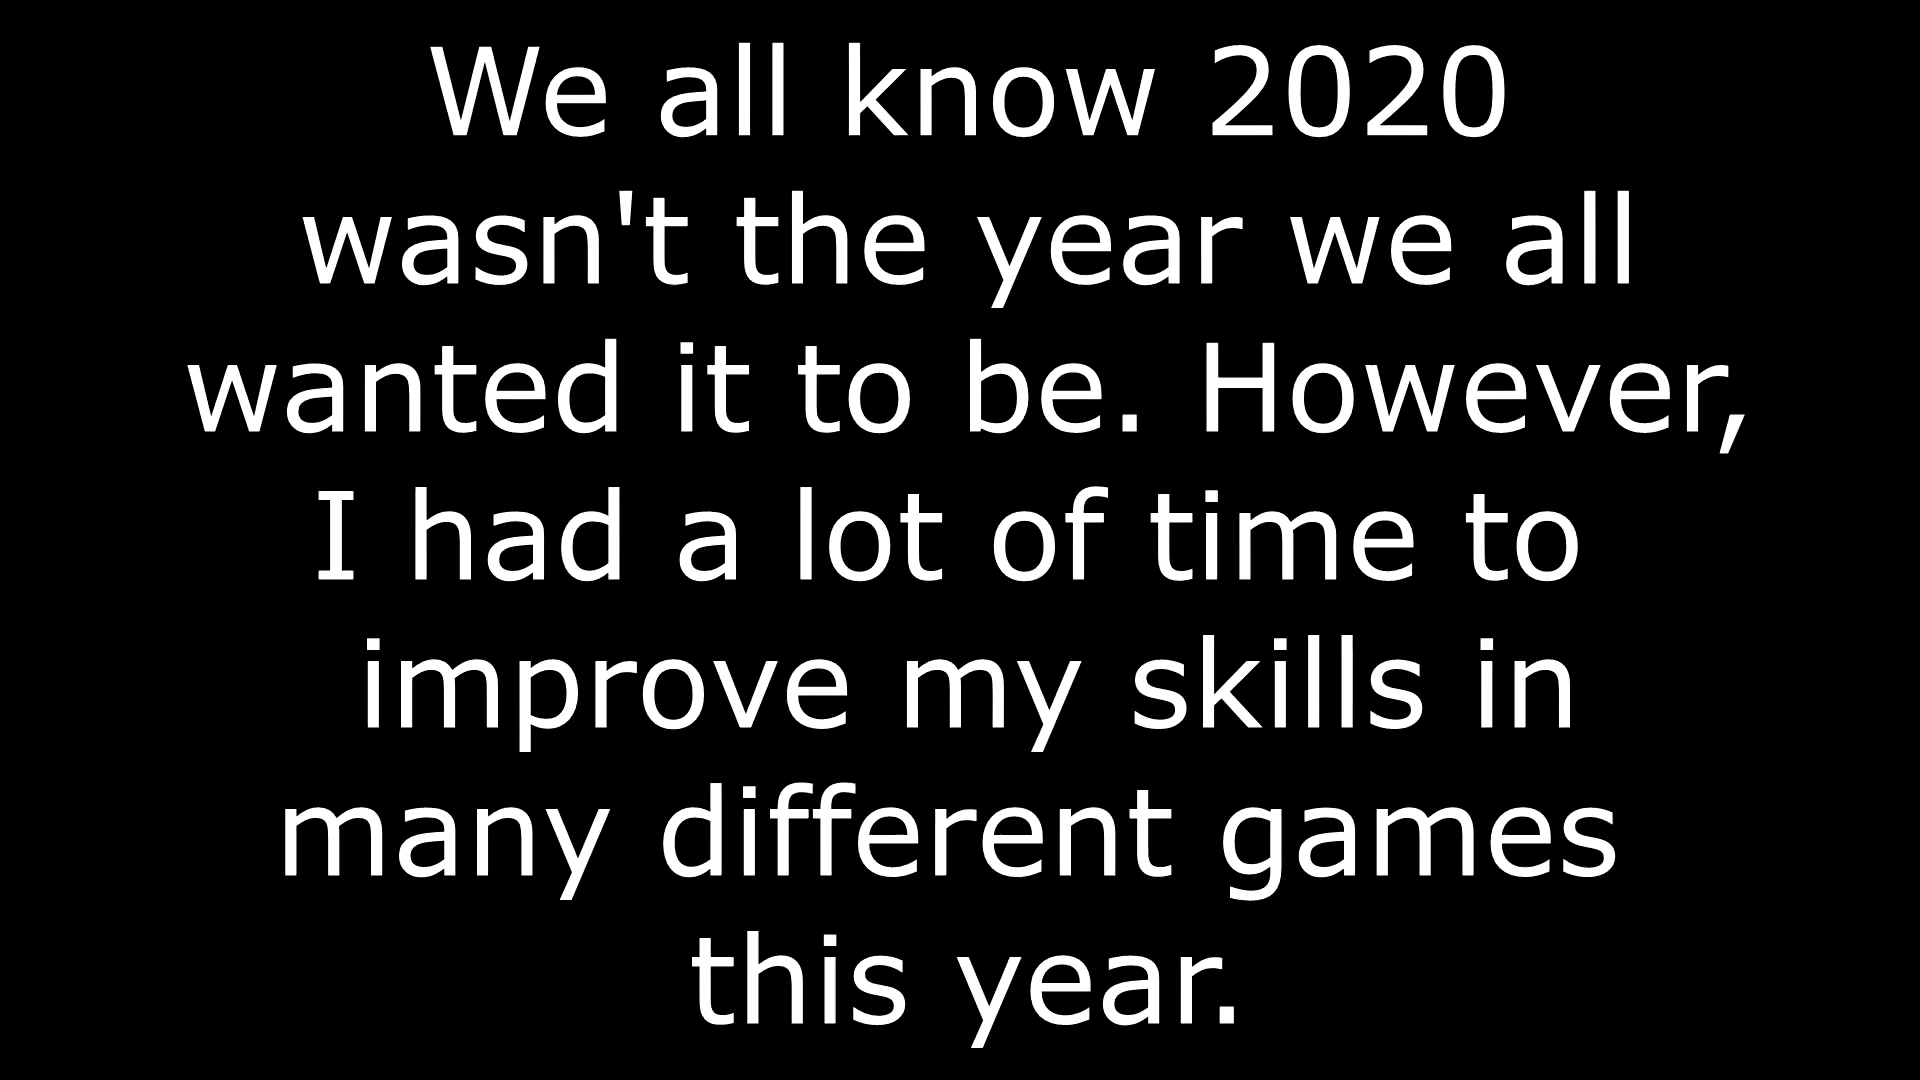 We all know 2020
wasn't the year we all
wanted it to be. However,
I had a lot of time to
improve my skills in
many different games
this year.